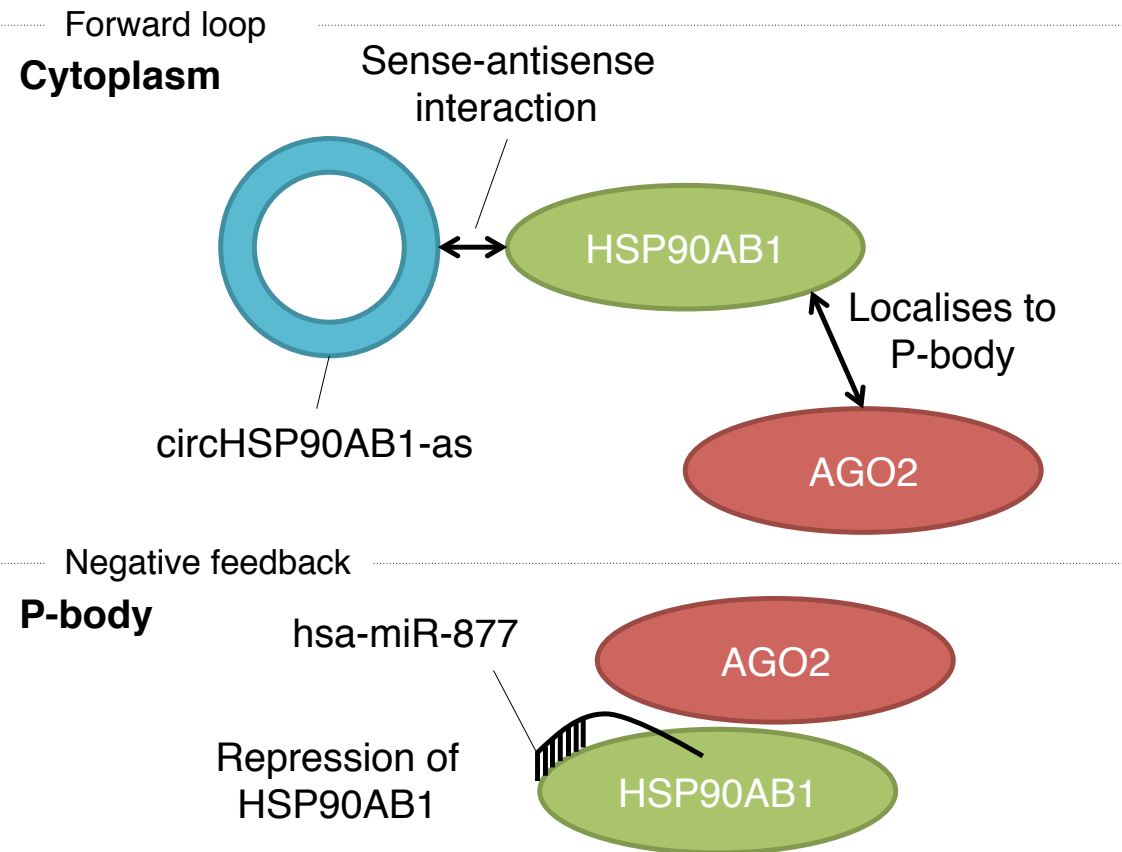 Forward loop
Cytoplasm
Sense-antisense
interaction
HSP90AB1
Localises to
P-body
circHSP90AB1-as
AGO2
Negative feedback
P-body
hsa-miR-877
AGO2
Repression of
HSP90AB1
HSP90AB1